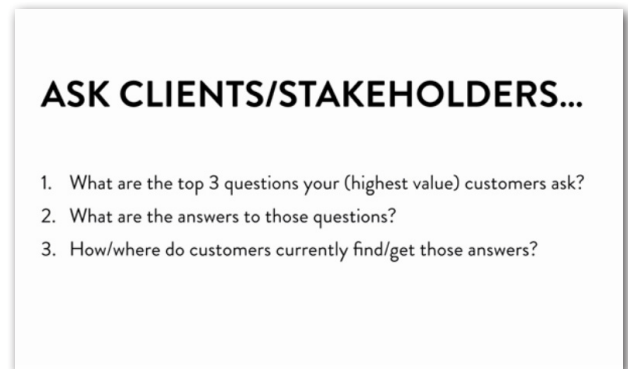 ASK CLIENTS/STAKEHOLDERS...
1. What are the top 3 questions your (highest value) customers ask?
2. What are the answers to those questions?
3. How/where do customers currently find/get those answers?